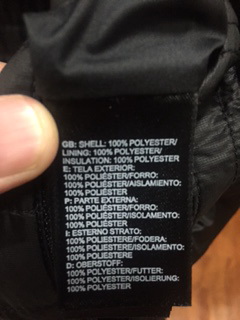 GB: SHELL: 100% POLYESTER/
LINING: 100% POLYESTER/
INSULATION: 100% POLYESTER
E: TELA EXTERIOR:
100% POLIÉSTER/FORRO:
100% POLIÉSTER/AISLAMIENTO:
100% POLIÉSTER
P: PARTE EXTERNA:
100% POLIÉSTER/FORRO:
100% POLIÉSTER/ISOLAMENTO:
100% POLIÉSTER
I: ESTERNO STRATO:
100% POLIESTERE/FODERA:
100% POLIESTERE/ISOLAMENTO:
100% POLIESTERE
D: OBERSTOFF:
100% POLYESTER/FUTTER:
100% POLYESTER/ISOLIERUNG:
100% POLYESTER